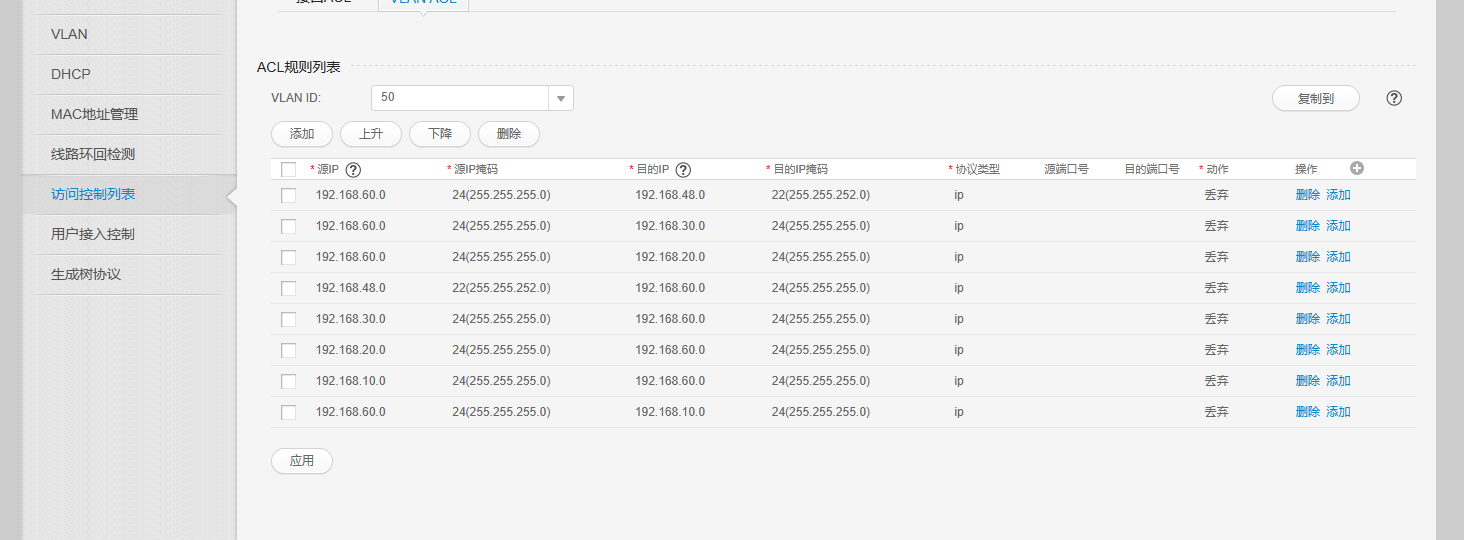 接口ACL VLAN ACL
VLAN
DHCP
MAC地址管理
线路环回检测
访问控制列表
用户接入控制
生成树协议
ACL规则列表
VLAN ID: 50 复制到 ?
添加 上升 下降 删除
* 源IP ? * 源IP掩码 * 目的IP ? * 目的IP掩码 * 协议类型 源端口号 目的端口号 * 动作 操作
192.168.60.0 24(255.255.255.0) 192.168.48.0 22(255.255.252.0) ip 丢弃 删除 添加
192.168.60.0 24(255.255.255.0) 192.168.30.0 24(255.255.255.0) ip 丢弃 删除 添加
192.168.60.0 24(255.255.255.0) 192.168.20.0 24(255.255.255.0) ip 丢弃 删除 添加
192.168.48.0 22(255.255.252.0) 192.168.60.0 24(255.255.255.0) ip 丢弃 删除 添加
192.168.30.0 24(255.255.255.0) 192.168.60.0 24(255.255.255.0) ip 丢弃 删除 添加
192.168.20.0 24(255.255.255.0) 192.168.60.0 24(255.255.255.0) ip 丢弃 删除 添加
192.168.10.0 24(255.255.255.0) 192.168.60.0 24(255.255.255.0) ip 丢弃 删除 添加
192.168.60.0 24(255.255.255.0) 192.168.10.0 24(255.255.255.0) ip 丢弃 删除 添加
应用